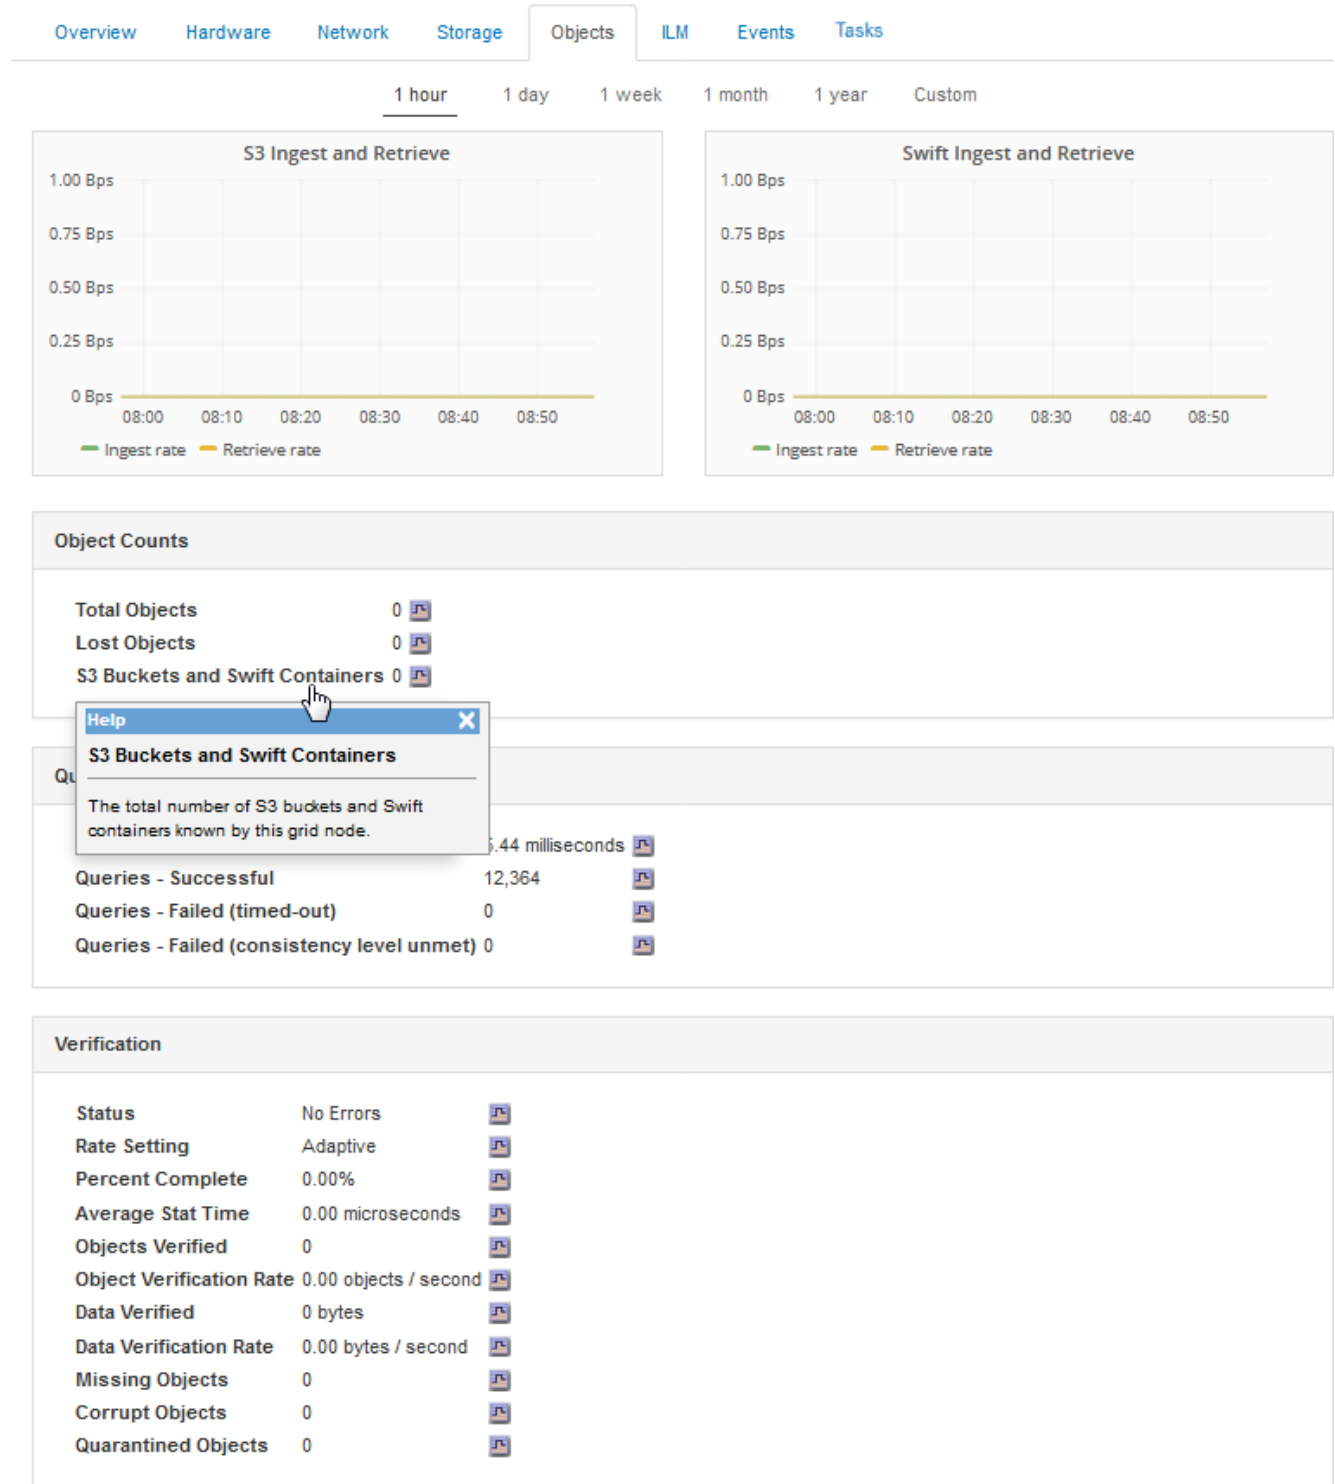 Overview Hardware Network Storage Objects ILM Events Tasks
1 hour 1 day 1 week 1 month 1 year Custom
S3 Ingest and Retrieve
1.00 Bps
0.75 Bps
0.50 Bps
0.25 Bps
0 Bps
08:00 08:10 08:20 08:30 08:40 08:50
Ingest rate Retrieve rate
Swift Ingest and Retrieve
1.00 Bps
0.75 Bps
0.50 Bps
0.25 Bps
0 Bps
08:00 08:10 08:20 08:30 08:40 08:50
Ingest rate Retrieve rate
Object Counts
Total Objects 0
Lost Objects 0
S3 Buckets and Swift Containers 0
Help
S3 Buckets and Swift Containers
The total number of S3 buckets and Swift
containers known by this grid node.
.44 milliseconds
Queries - Successful 12,364
Queries - Failed (timed-out) 0
Queries - Failed (consistency level unmet) 0
Verification
Status No Errors
Rate Setting Adaptive
Percent Complete 0.00%
Average Stat Time 0.00 microseconds
Objects Verified 0
Object Verification Rate 0.00 objects / second
Data Verified 0 bytes
Data Verification Rate 0.00 bytes / second
Missing Objects 0
Corrupt Objects 0
Quarantined Objects 0